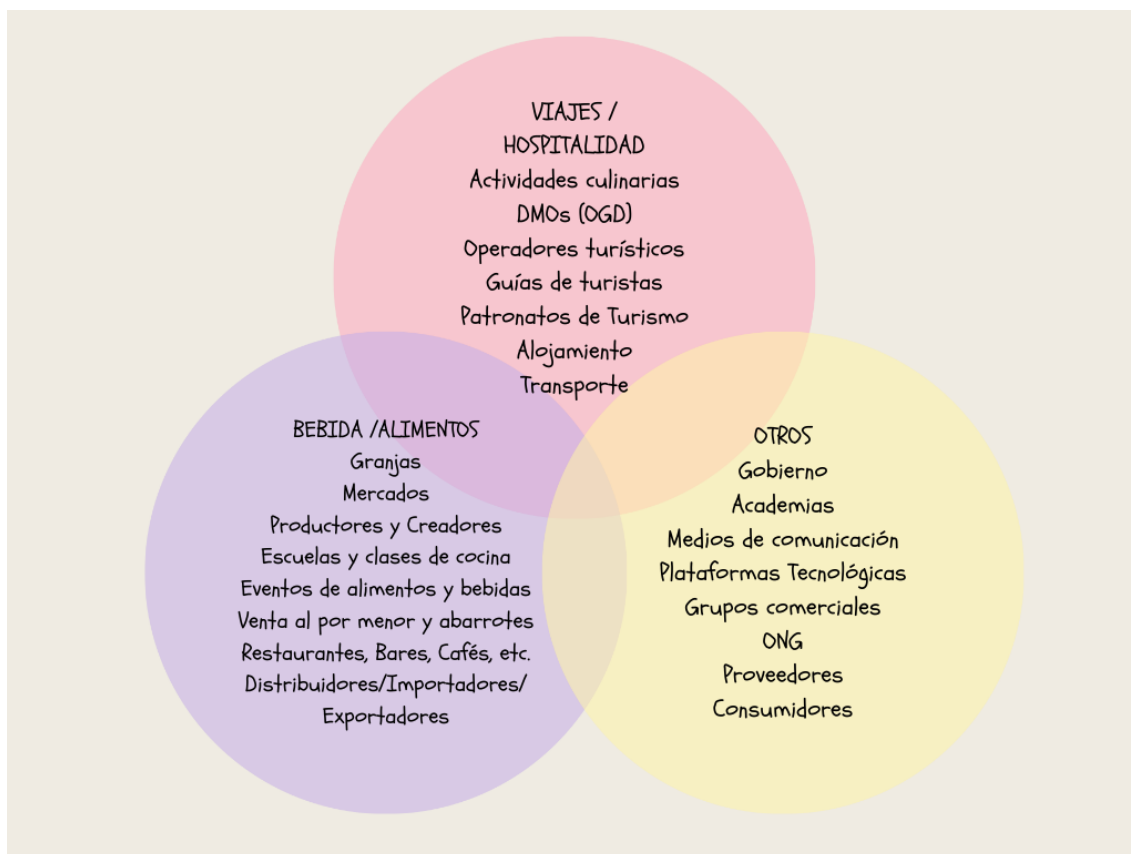 VIAJES /
HOSPITALIDAD
Actividades culinarias
DMOs (OGD)
Operadores turísticos
Guías de turistas
Patronatos de Turismo
Alojamiento
Transporte
BEBIDA /ALIMENTOS
Granjas
Mercados
Productores y Creadores
Escuelas y clases de cocina
Eventos de alimentos y bebidas
Venta al por menor y abarrotes
Restaurantes, Bares, Cafés, etc.
Distribuidores/Importadores/
Exportadores
OTROS
Gobierno
Academias
Medios de comunicación
Plataformas Tecnológicas
Grupos comerciales
ONG
Proveedores
Consumidores